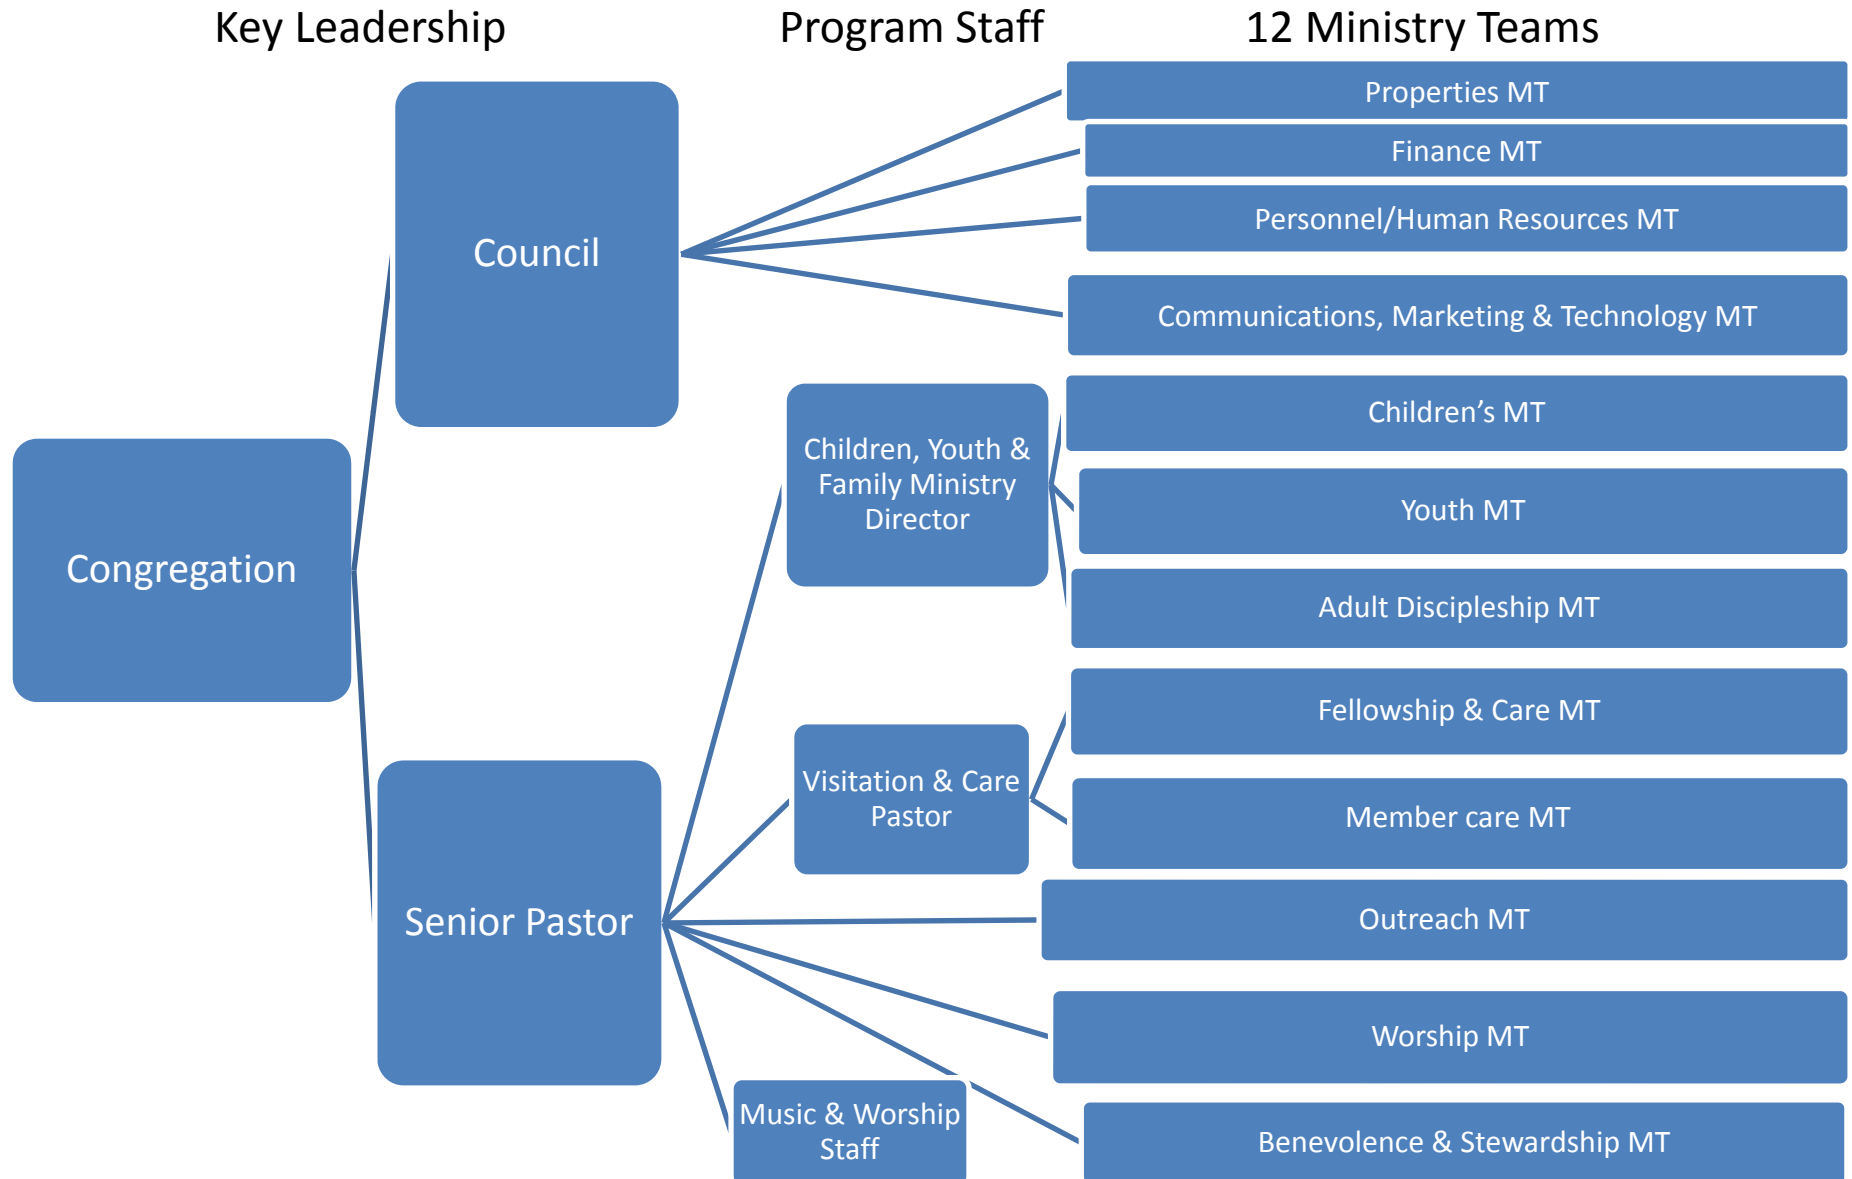 Key Leadership
Program Staff
12 Ministry Teams
Congregation
Council
Senior Pastor
Children, Youth &
Family Ministry
Director
Visitation & Care
Pastor
Music & Worship
Staff
Properties MT
Finance MT
Personnel/Human Resources MT
Communications, Marketing & Technology MT
Children’s MT
Youth MT
Adult Discipleship MT
Fellowship & Care MT
Member care MT
Outreach MT
Worship MT
Benevolence & Stewardship MT